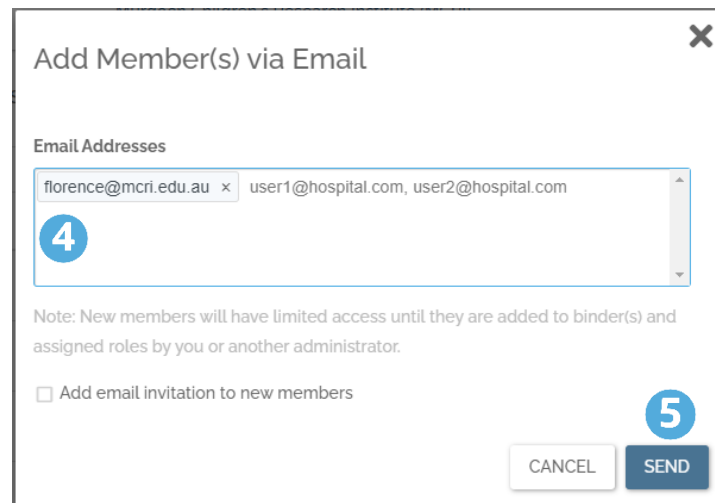 Add Member(s) via Email
Email Addresses
florence@mcri.edu.au × user1@hospital.com, user2@hospital.com
4
Note: New members will have limited access until they are added to binder(s) and
assigned roles by you or another administrator.
Add email invitation to new members
5
CANCEL SEND